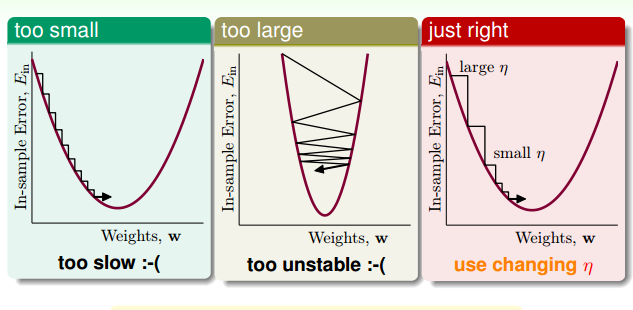 too small
In-sample Error, E_in
Weights, w
too slow :-(
too large
In-sample Error, E_in
Weights, w
too unstable :-(
just right
In-sample Error, E_in
large η
small η
Weights, w
use changing η